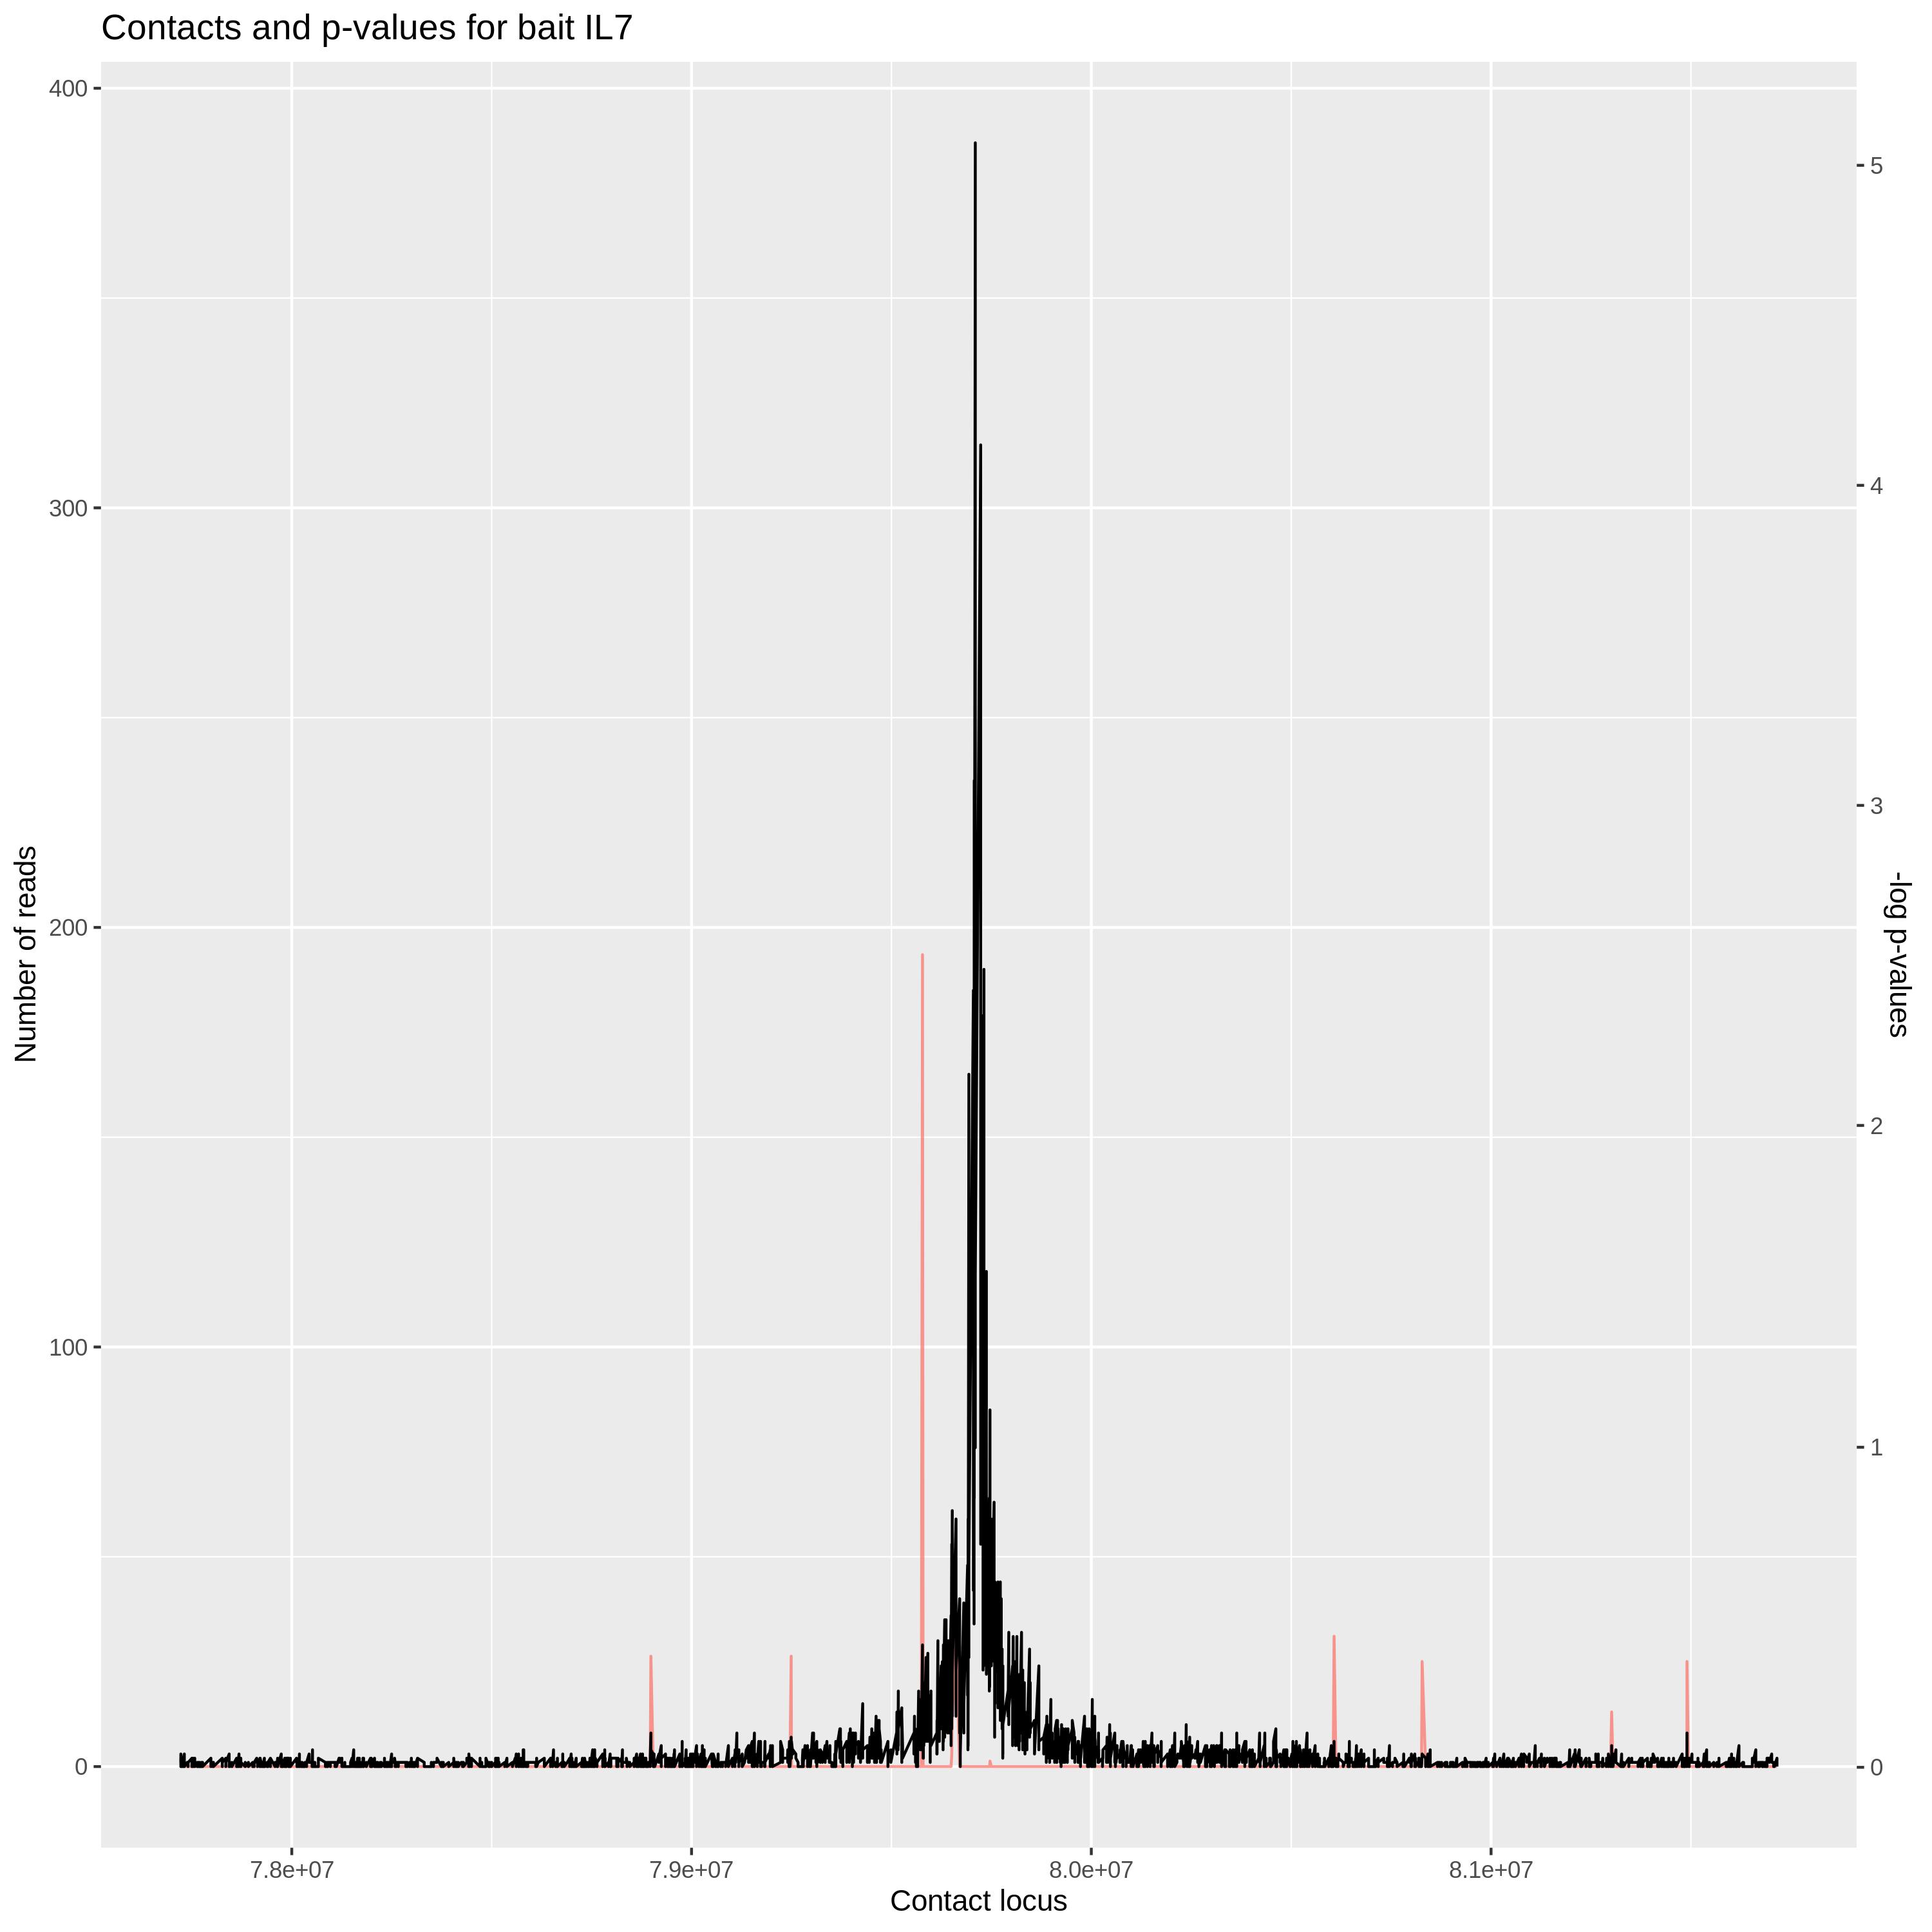 Contacts and p-values for bait IL7
400
300
200
100
0
Number of reads
5
4
3
2
1
0
-log p-values
7.8e+07
7.9e+07
8.0e+07
8.1e+07
Contact locus